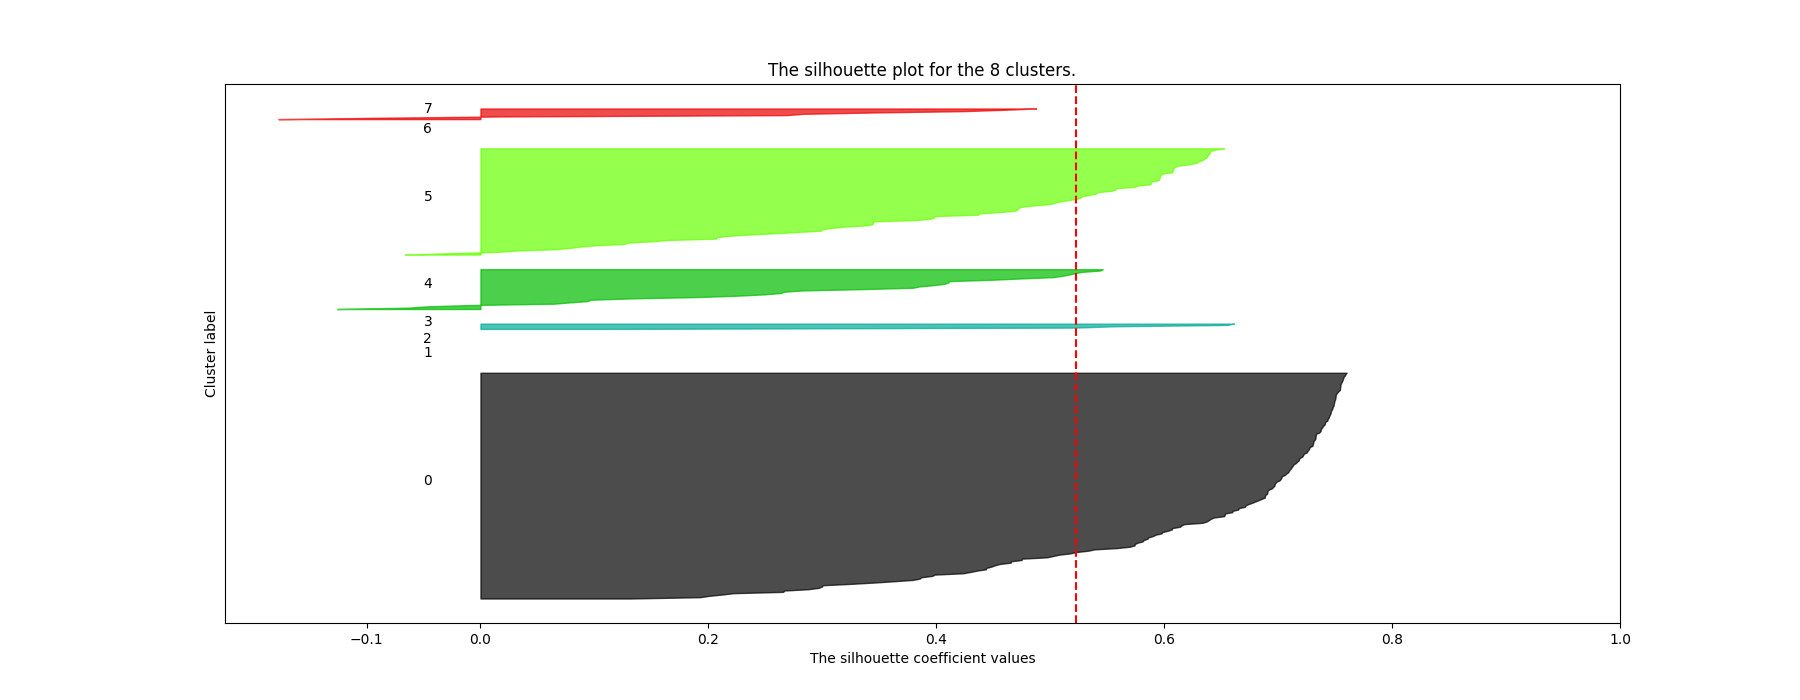 The silhouette plot for the 8 clusters.
7
6
5
4
3
2
1
0
Cluster label
−0.1 0.0 0.2 0.4 0.6 0.8 1.0
The silhouette coefficient values